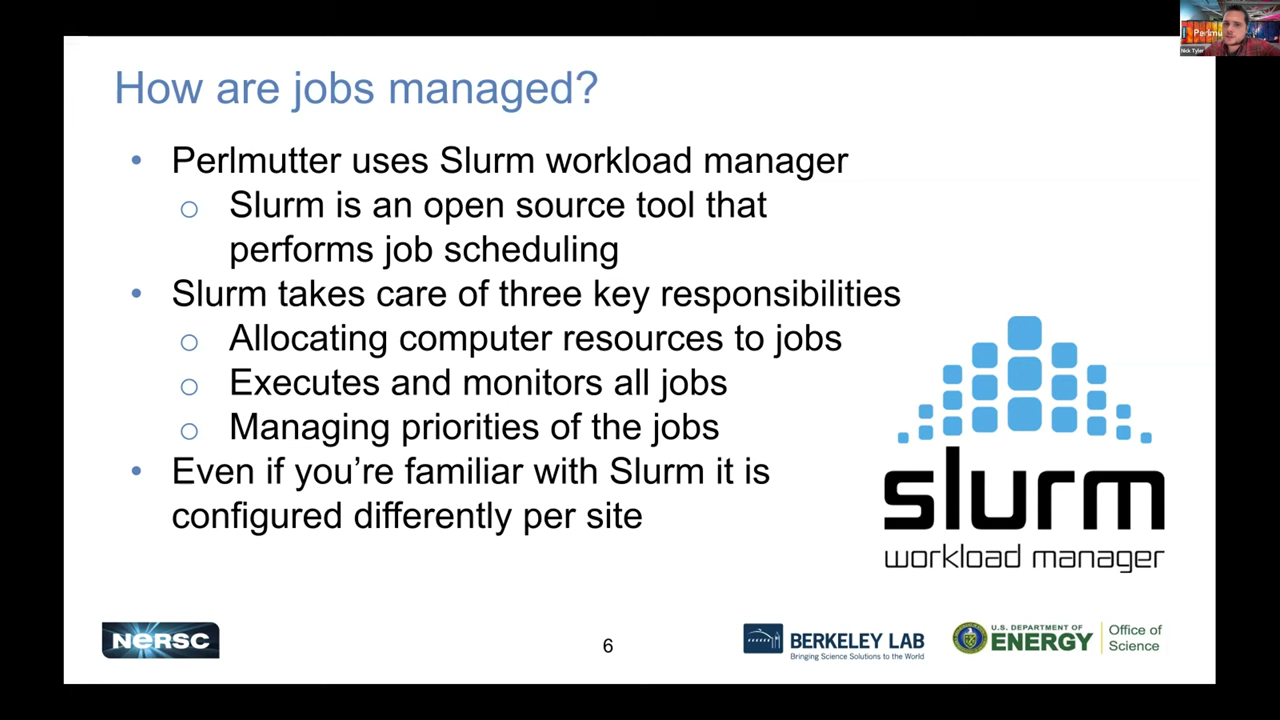 How are jobs managed?
• Perlmutter uses Slurm workload manager
o Slurm is an open source tool that
performs job scheduling
• Slurm takes care of three key responsibilities
o Allocating computer resources to jobs
o Executes and monitors all jobs
o Managing priorities of the jobs
• Even if you’re familiar with Slurm it is
configured differently per site
slurm
workload manager
NERSC
6
BERKELEY LAB
Bringing Science Solutions to the World
U.S. DEPARTMENT OF
ENERGY
Office of
Science
Perlmu
Nick Tyler